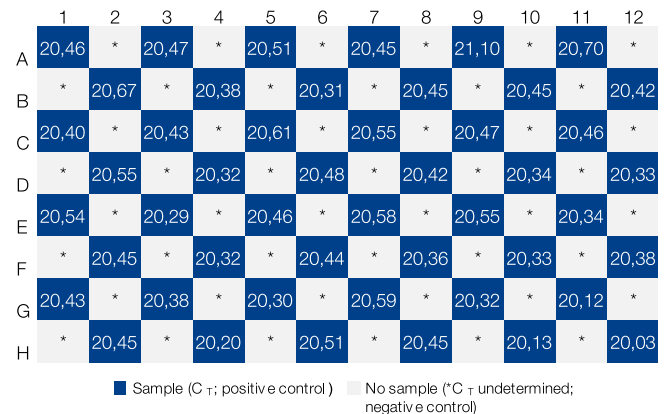 1 2 3 4 5 6 7 8 9 10 11 12
A 20,46 * 20,47 * 20,51 * 20,45 * 21,10 * 20,70 *
B * 20,67 * 20,38 * 20,31 * 20,45 * 20,45 * 20,42
C 20,40 * 20,43 * 20,61 * 20,55 * 20,47 * 20,46 *
D * 20,55 * 20,32 * 20,48 * 20,42 * 20,34 * 20,33
E 20,54 * 20,29 * 20,46 * 20,58 * 20,55 * 20,34 *
F * 20,45 * 20,32 * 20,44 * 20,36 * 20,33 * 20,38
G 20,43 * 20,38 * 20,30 * 20,59 * 20,32 * 20,12 *
H * 20,45 * 20,20 * 20,51 * 20,45 * 20,13 * 20,03
Sample (C T; positive control) No sample (*C T undetermined;
negative control)